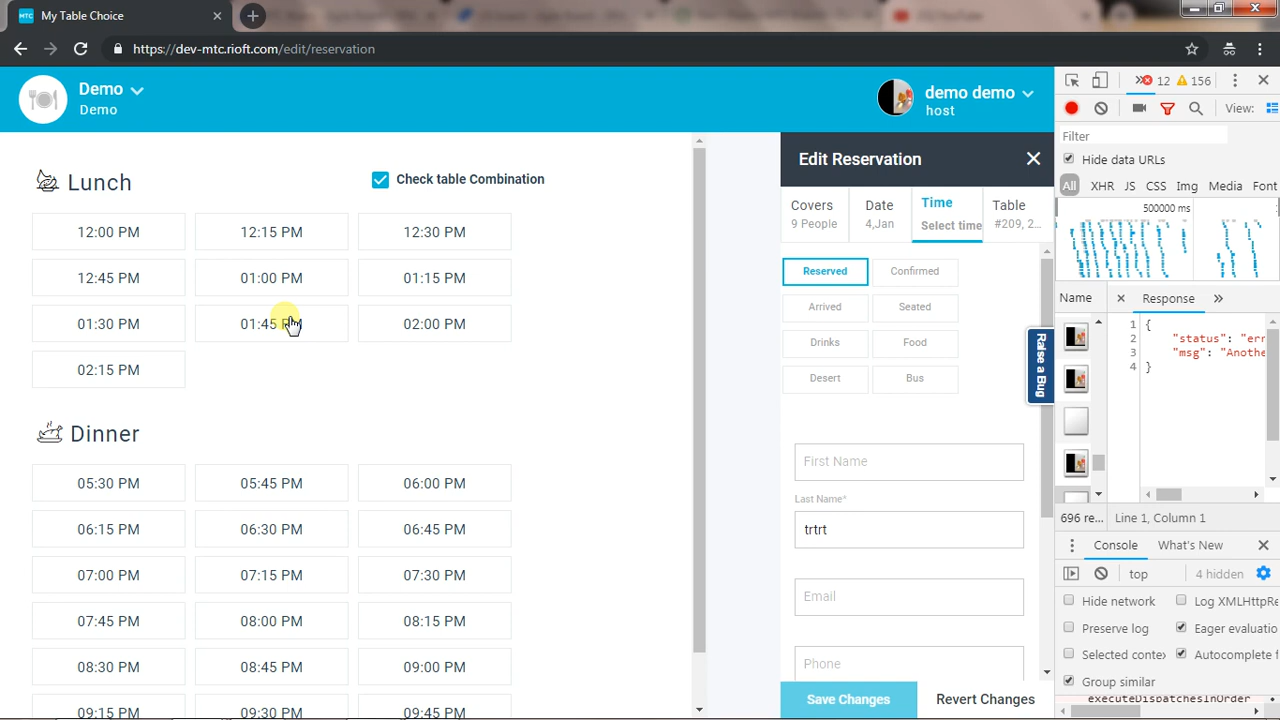 MTC My Table Choice
https://dev-mtc.rioft.com/edit/reservation
Demo
Demo
demo demo
host
Lunch
Check table Combination
12:00 PM 12:15 PM 12:30 PM
12:45 PM 01:00 PM 01:15 PM
01:30 PM 01:45 PM 02:00 PM
02:15 PM
Dinner
05:30 PM 05:45 PM 06:00 PM
06:15 PM 06:30 PM 06:45 PM
07:00 PM 07:15 PM 07:30 PM
07:45 PM 08:00 PM 08:15 PM
08:30 PM 08:45 PM 09:00 PM
09:15 PM 09:30 PM 09:45 PM
Edit Reservation
Covers Date Time Table
9 People 4,Jan Select time #209, 2...
Reserved Confirmed
Arrived Seated
Drinks Food
Desert Bus
Raise a Bug
First Name
Last Name*
trtrt
Email
Phone
Save Changes Revert Changes
12 156
View:
Filter
Hide data URLs
All XHR JS CSS Img Media Font
500000 ms
Name Response
1 {
2 "status": "err
3 "msg": "Anothe
4 }
696 re... Line 1, Column 1
Console What's New
top 4 hidden
Hide network Log XMLHttpRe
Preserve log Eager evaluatio
Selected conte Autocomplete f
Group similar
executeDispatchesInOrder